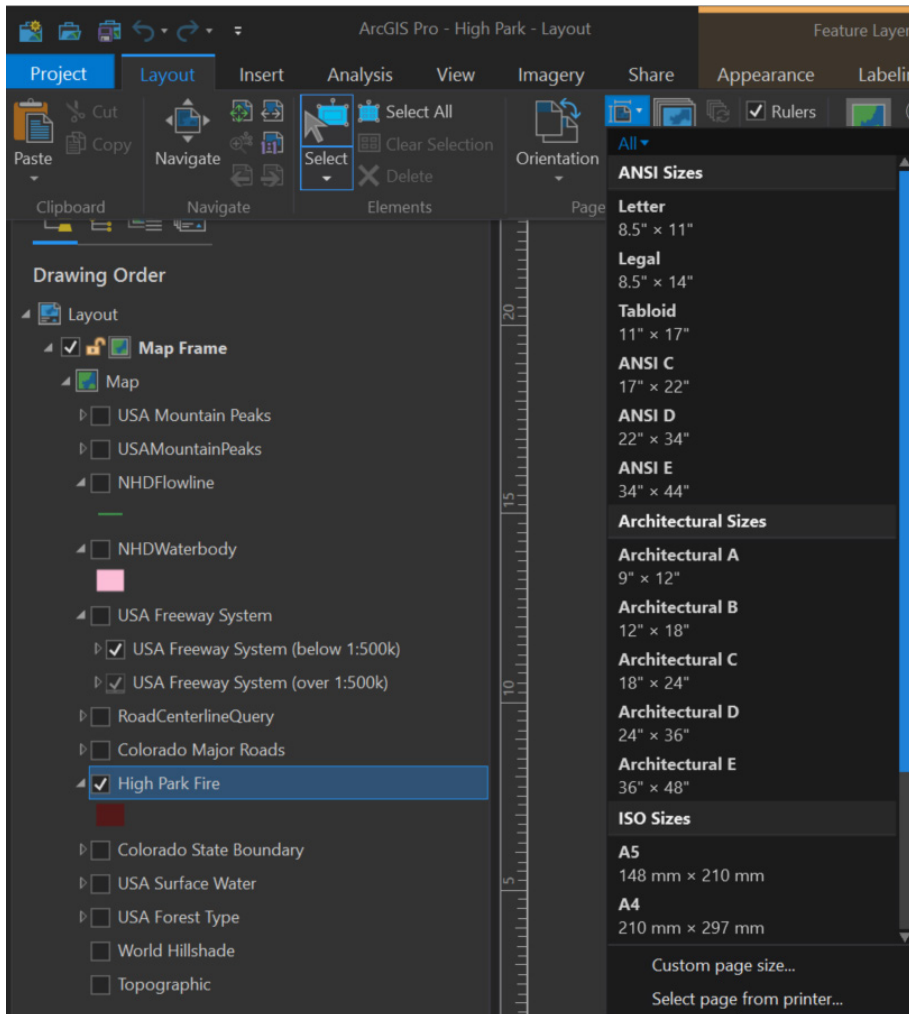 ArcGIS Pro - High Park - Layout
Feature Layer
Project Layout Insert Analysis View Imagery Share Appearance Labelin
Cut
Copy
Paste
Navigate
Select
Select All
Clear Selection
Delete
Orientation
Rulers
Clipboard Navigate Elements Page
Drawing Order
Layout
Map Frame
Map
USA Mountain Peaks
USAMountainPeaks
NHDFlowline
NHDWaterbody
USA Freeway System
USA Freeway System (below 1:500k)
USA Freeway System (over 1:500k)
RoadCenterlineQuery
Colorado Major Roads
High Park Fire
Colorado State Boundary
USA Surface Water
USA Forest Type
World Hillshade
Topographic
20
15
10
5
All
ANSI Sizes
Letter
8.5" × 11"
Legal
8.5" × 14"
Tabloid
11" × 17"
ANSI C
17" × 22"
ANSI D
22" × 34"
ANSI E
34" × 44"
Architectural Sizes
Architectural A
9" × 12"
Architectural B
12" × 18"
Architectural C
18" × 24"
Architectural D
24" × 36"
Architectural E
36" × 48"
ISO Sizes
A5
148 mm × 210 mm
A4
210 mm × 297 mm
Custom page size...
Select page from printer...